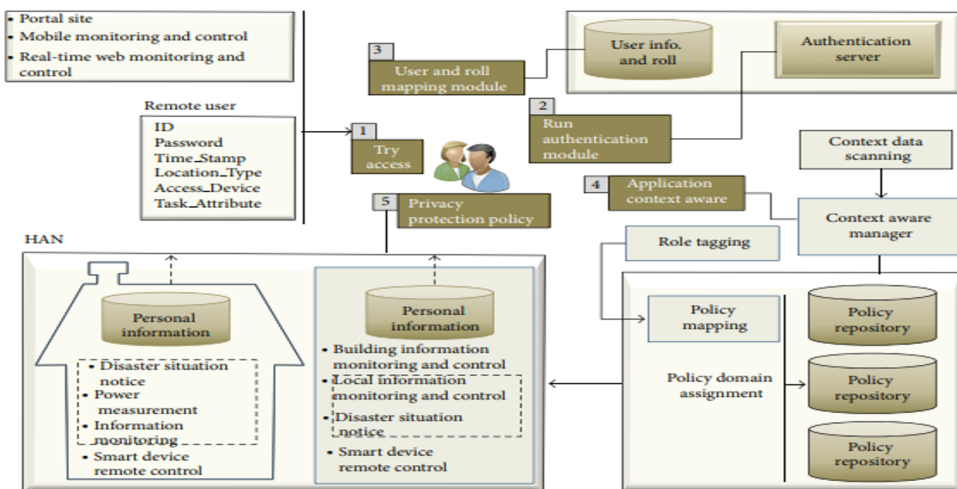 • Portal site
• Mobile monitoring and control
• Real-time web monitoring and
control
3
User and roll
mapping module
User info.
and roll
Authentication
server
Remote user
ID
Password
Time_Stamp
Location_Type
Access_Device
Task_Attribute
1
Try
access
2
Run
authentication
module
Context data
scanning
4
Application
context aware
5
Privacy
protection policy
Context aware
manager
Role tagging
HAN
Personal
information
• Disaster situation
notice
• Power
measurement
• Information
monitoring
• Smart device
remote control
Personal
information
• Building information
monitoring and control
• Local information
monitoring and control
• Disaster situation
notice
• Smart device
remote control
Policy
mapping
Policy domain
assignment
Policy
repository
Policy
repository
Policy
repository